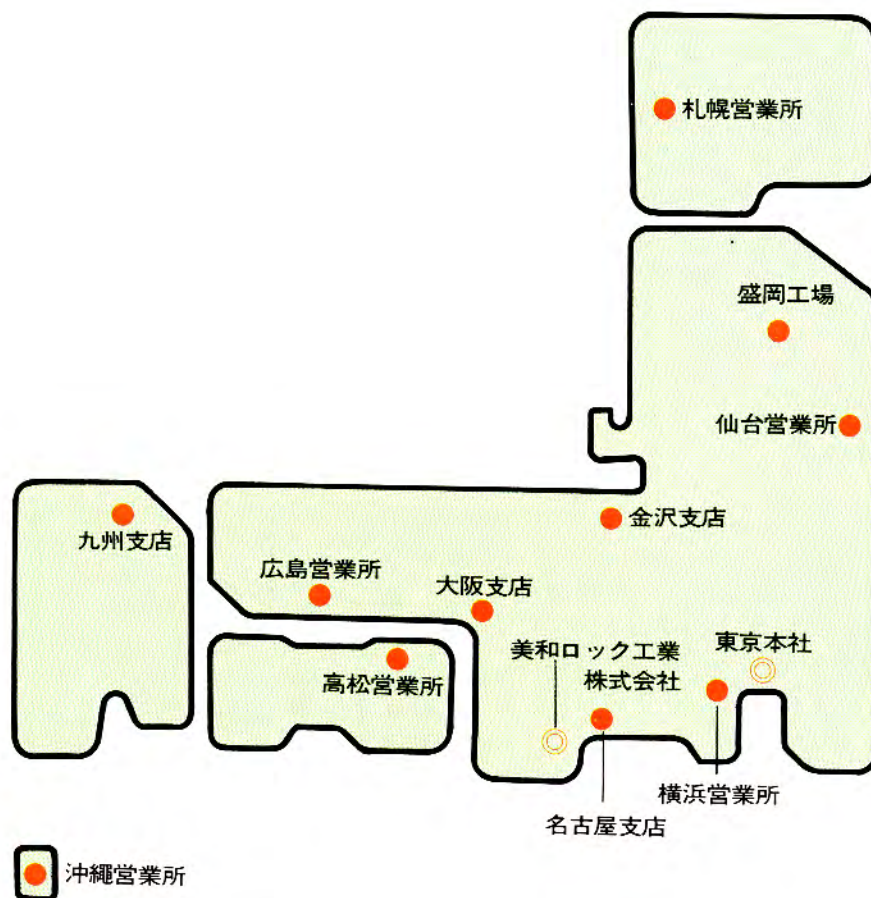 札幌営業所
盛岡工場
仙台営業所
金沢支店
九州支店
広島営業所
大阪支店
美和ロック工業
株式会社
東京本社
高松営業所
横浜営業所
名古屋支店
沖縄営業所